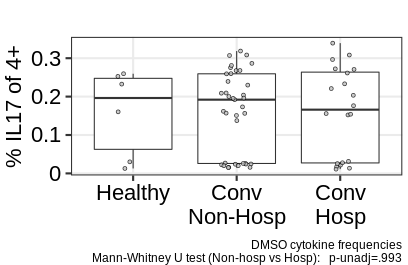 % IL17 of 4+
0.3
0.2
0.1
0
Healthy
Conv
Non-Hosp
Conv
Hosp
DMSO cytokine frequencies
Mann-Whitney U test (Non-hosp vs Hosp): p-unadj=.993